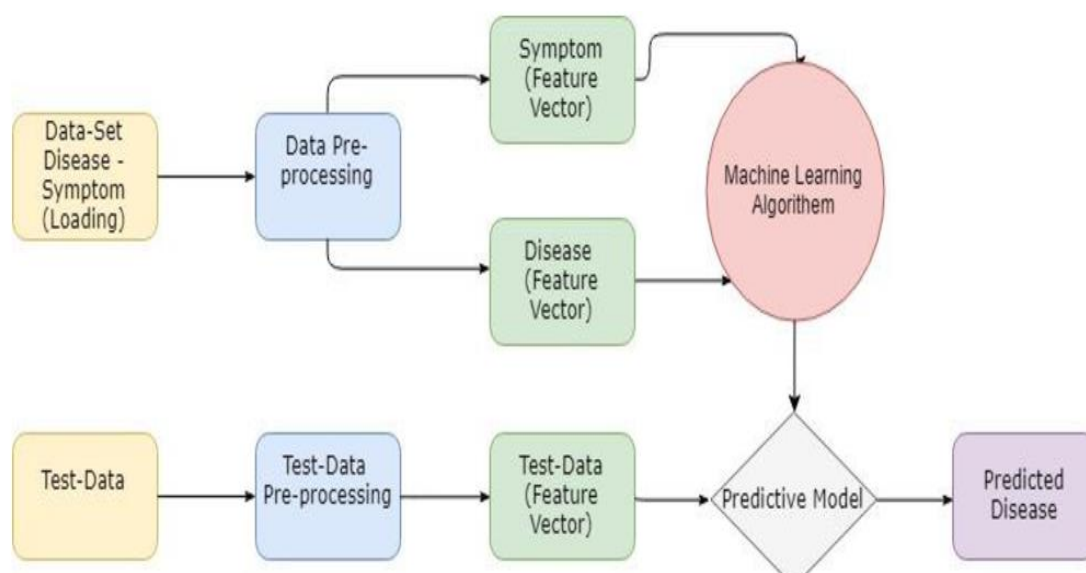 Symptom
(Feature
Vector)
Data-Set
Disease -
Symptom
(Loading)
Data Pre-
processing
Machine Learning
Algorithem
Disease
(Feature
Vector)
Test-Data
Test-Data
Pre-processing
Test-Data
(Feature
Vector)
Predictive Model
Predicted
Disease